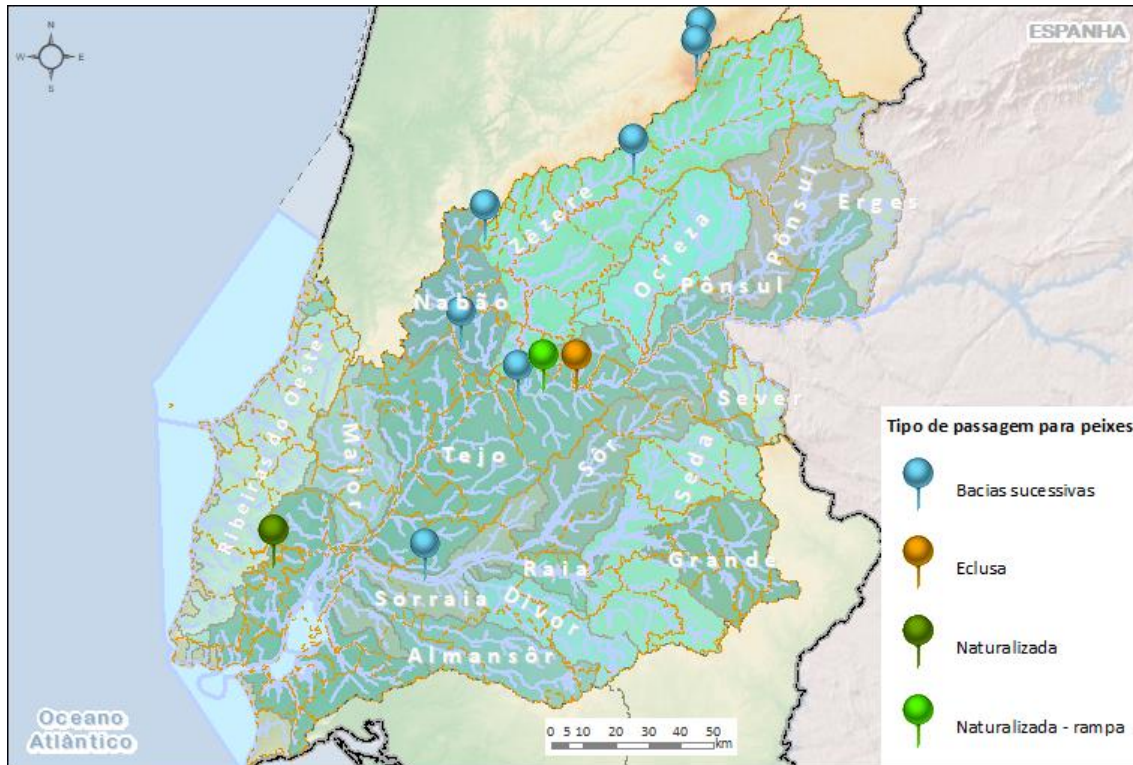 N
W
E
S
ESPANHA
Zêzere
Ocreza
Pônsul
Pônsul
Erges
Nabão
Ribeiras do Oeste
Maior
Tejo
Sôr
Sever
Seda
Raia
Grande
Sorraia
Divor
Almansôr
Oceano
Atlântico
0 5 10 20 30 40 50
km
Tipo de passagem para peixes
Bacias sucessivas
Eclusa
Naturalizada
Naturalizada - rampa